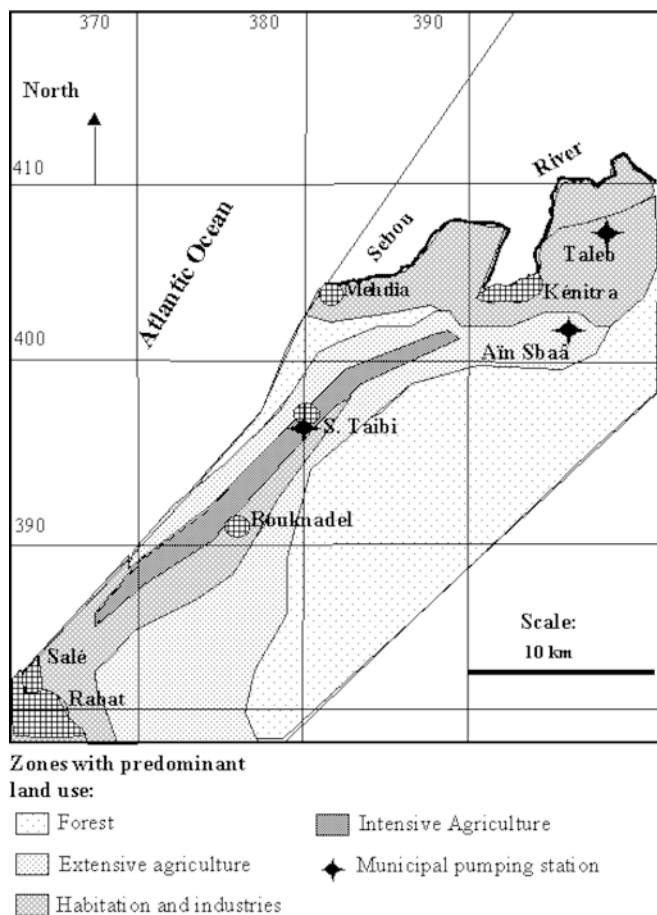 370
380
390
North
410
River
Sebou
Taleb
Atlantic Ocean
Mehdia
Kénitra
400
Aïn Sbaâ
S. Taibi
Bouknadel
390
Scale:
10 km
Salé
Rabat
Zones with predominant
land use:
Forest
Intensive Agriculture
Extensive agriculture
Municipal pumping station
Habitation and industries